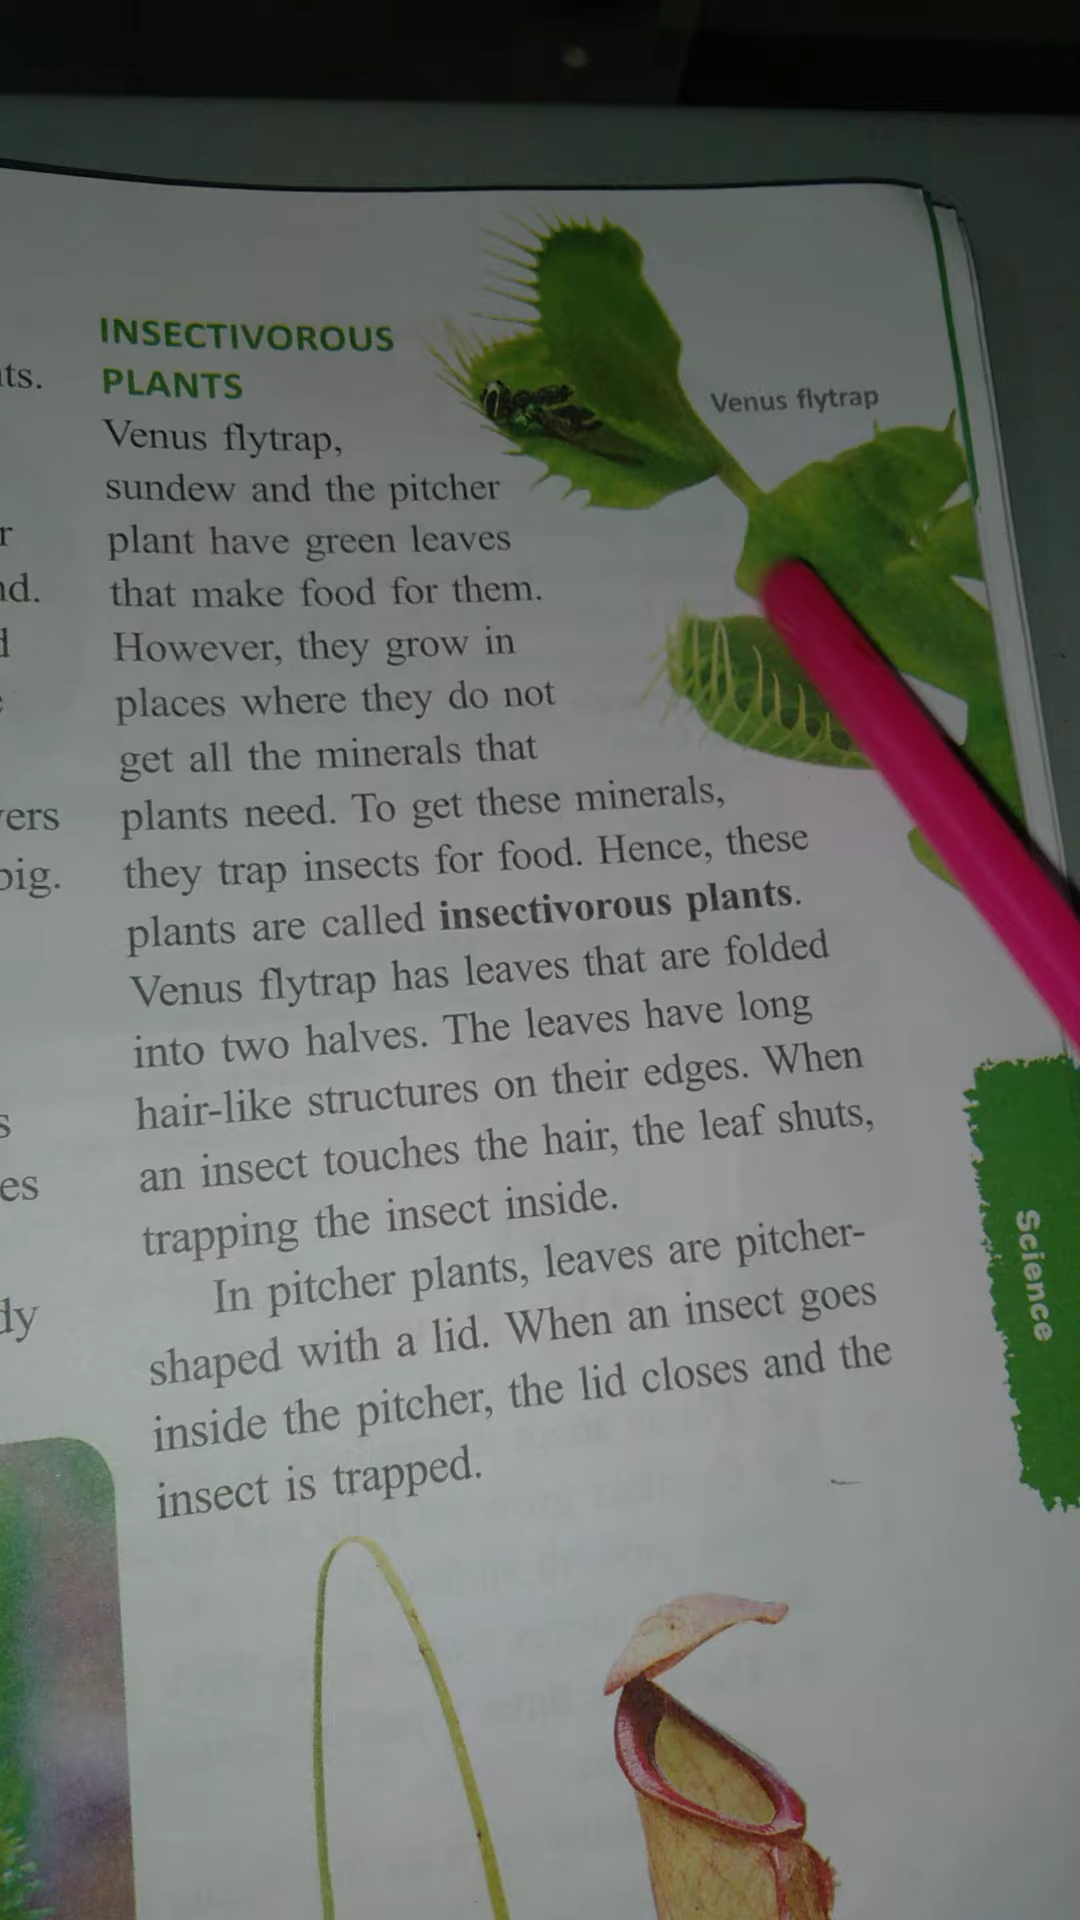 INSECTIVOROUS
PLANTS
Venus flytrap,
sundew and the pitcher
plant have green leaves
that make food for them.
However, they grow in
places where they do not
get all the minerals that
plants need. To get these minerals,
they trap insects for food. Hence, these
plants are called insectivorous plants.
Venus flytrap has leaves that are folded
into two halves. The leaves have long
hair-like structures on their edges. When
an insect touches the hair, the leaf shuts,
trapping the insect inside.
In pitcher plants, leaves are pitcher-
shaped with a lid. When an insect goes
inside the pitcher, the lid closes and the
insect is trapped.
Venus flytrap
Science